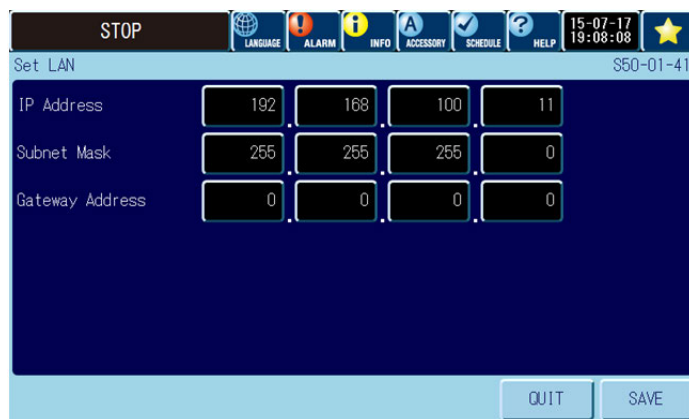 STOP LANGUAGE ALARM INFO A ACCESSORY SCHEDULE ? HELP 15-07-17
19:08:08
Set LAN S50-01-41
IP Address 192 . 168 . 100 . 11
Subnet Mask 255 . 255 . 255 . 0
Gateway Address 0 . 0 . 0 . 0
QUIT SAVE